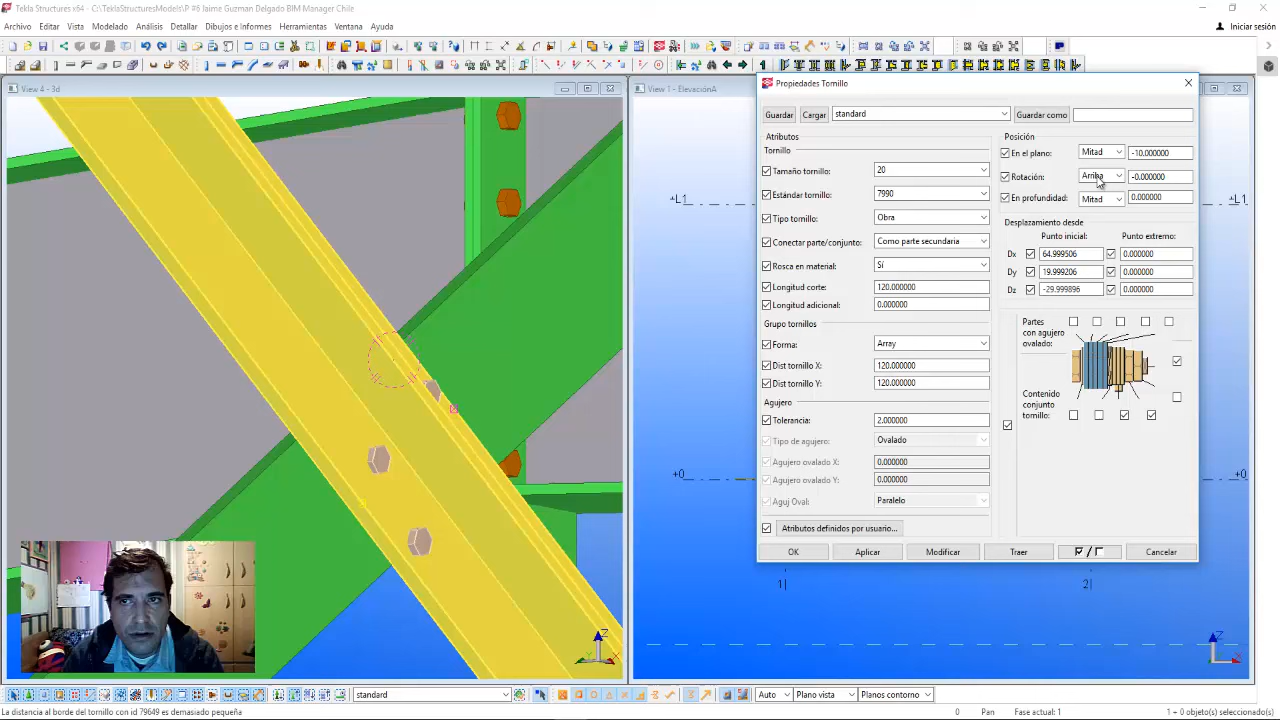 Tekla Structures x64 - C:\TeklaStructuresModels\P #6 Jaime Guzman Delgado BIM Manager Chile
Archivo Editar Vista Modelado Análisis Detallar Dibujos e Informes Herramientas Ventana Ayuda
Iniciar sesión
View 4 - 3d
View 1 - ElevaciónA
Propiedades Tornillo
Guardar Cargar standard Guardar como
Atributos
Tornillo
Tamaño tornillo: 20
Estándar tornillo: 7990
Tipo tornillo: Obra
Conectar parte/conjunto: Como parte secundaria
Rosca en material: Sí
Longitud corte: 120.000000
Longitud adicional: 0.000000
Grupo tornillos
Forma: Array
Dist tornillo X: 120.000000
Dist tornillo Y: 120.000000
Agujero
Tolerancia: 2.000000
Tipo de agujero: Ovalado
Agujero ovalado X: 0.000000
Agujero ovalado Y: 0.000000
Aguj Oval: Paralelo
Atributos definidos por usuario...
Posición
En el plano: Mitad -10.000000
Rotación: Arriba -0.000000
En profundidad: Mitad 0.000000
Desplazamiento desde
Punto inicial: Punto extremo:
Dx 64.999506 0.000000
Dy 19.999206 0.000000
Dz -29.999896 0.000000
Partes
con agujero
ovalado:
Contenido
conjunto
tornillo:
OK Aplicar Modificar Traer / Cancelar
+L1 +L1
+0 +0
1 2
Z
X
Z
standard Auto Plano vista Planos contorno
La distancia al borde del tornillo con id 79649 es demasiado pequeña
0 Pan Fase actual: 1 1 + 0 objeto(s) seleccionado(s)